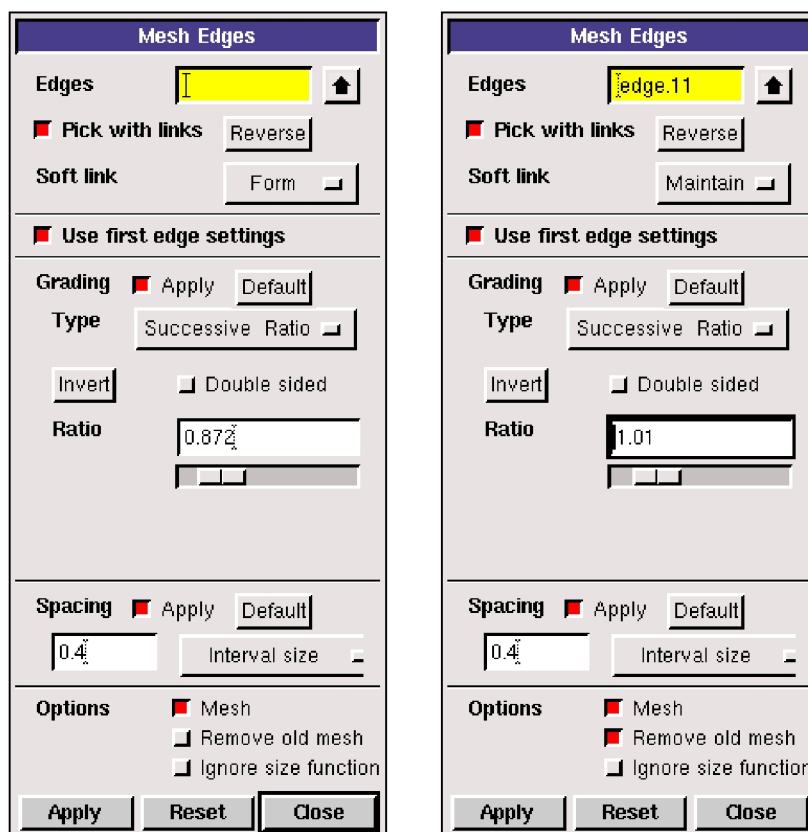 Mesh Edges
Edges
Pick with links Reverse
Soft link Form
Use first edge settings
Grading Apply Default
Type Successive Ratio
Invert Double sided
Ratio 0.872
Spacing Apply Default
0.4 Interval size
Options Mesh
Remove old mesh
Ignore size function
Apply Reset Close
Mesh Edges
Edges edge.11
Pick with links Reverse
Soft link Maintain
Use first edge settings
Grading Apply Default
Type Successive Ratio
Invert Double sided
Ratio 1.01
Spacing Apply Default
0.4 Interval size
Options Mesh
Remove old mesh
Ignore size function
Apply Reset Close